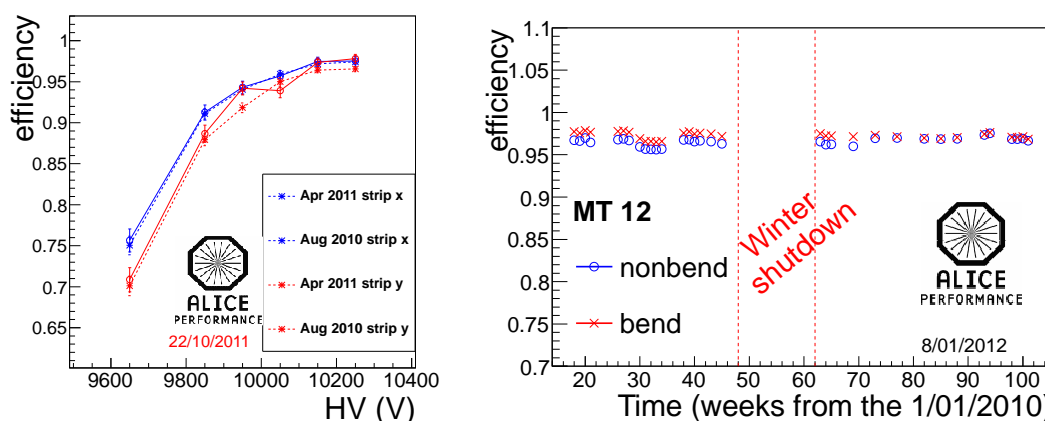 efficiency
1
0.95
0.9
0.85
0.8
0.75
0.7
0.65
9600
9800
10000
10200
10400
HV (V)
Apr 2011 strip x
Aug 2010 strip x
Apr 2011 strip y
Aug 2010 strip y
ALICE
PERFORMANCE
22/10/2011
efficiency
1.1
1.05
1
0.95
0.9
0.85
0.8
0.75
0.7
20
30
40
50
60
70
80
90
100
Time (weeks from the 1/01/2010)
MT 12
nonbend
bend
Winter
shutdown
ALICE
PERFORMANCE
8/01/2012